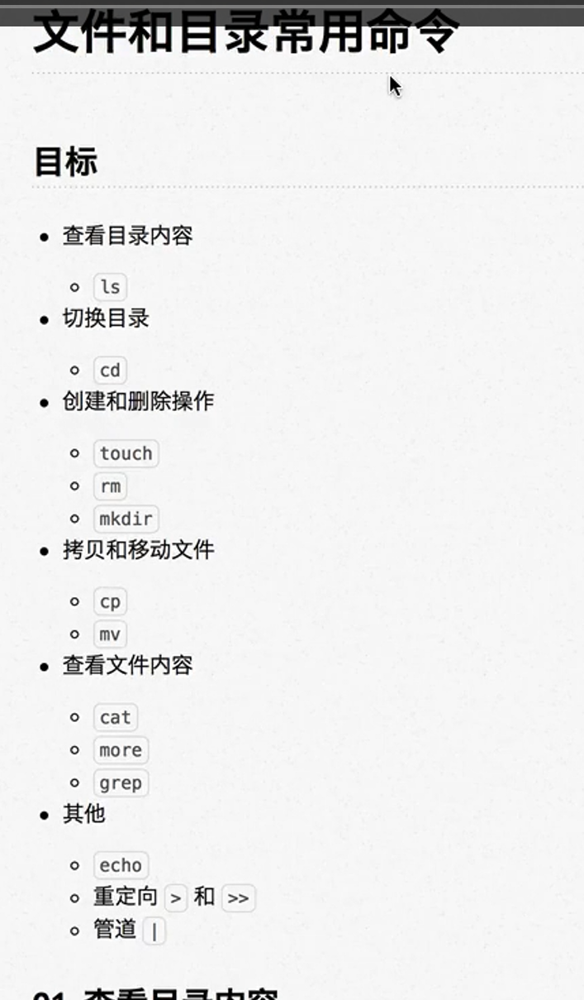 文件和目录常用命令
目标
查看目录内容
ls
切换目录
cd
创建和删除操作
touch
rm
mkdir
拷贝和移动文件
cp
mv
查看文件内容
cat
more
grep
其他
echo
重定向 > 和 >>
管道 |
01. 查看目录内容